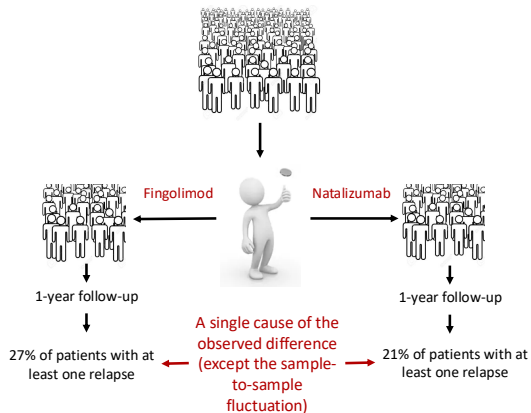 Fingolimod
Natalizumab
1-year follow-up
1-year follow-up
27% of patients with at
least one relapse
A single cause of the
observed difference
(except the sample-
to-sample
fluctuation)
21% of patients with at
least one relapse